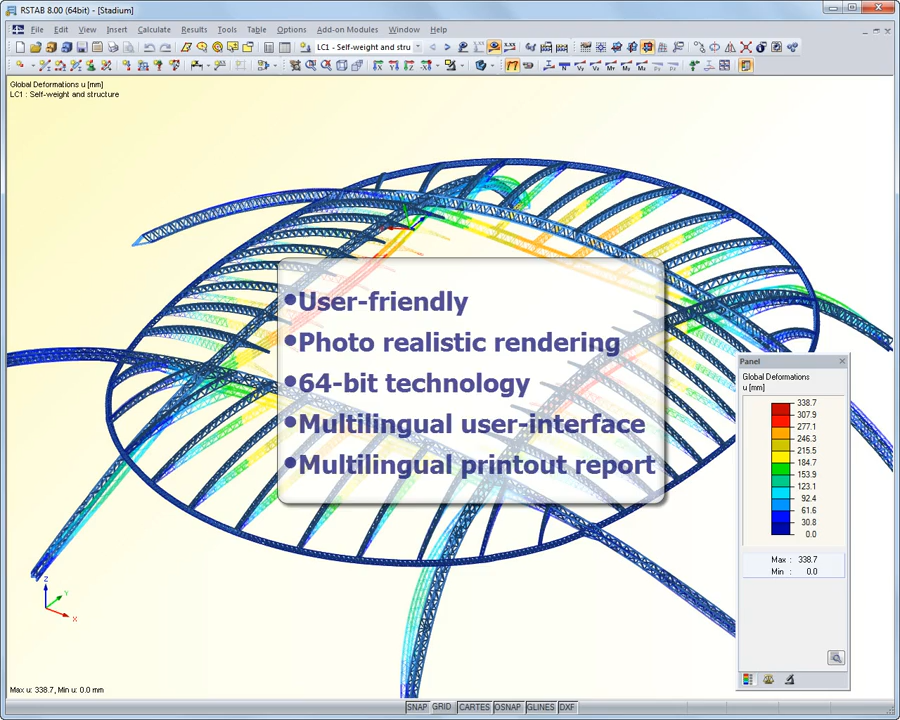 RSTAB 8.00 (64bit) - [Stadium]
File Edit View Insert Calculate Results Tools Table Options Add-on Modules Window Help
LC1 - Self-weight and stru
Global Deformations u [mm]
LC1 : Self-weight and structure
•User-friendly
•Photo realistic rendering
•64-bit technology
•Multilingual user-interface
•Multilingual printout report
Panel
Global Deformations
u [mm]
338.7
307.9
277.1
246.3
215.5
184.7
153.9
123.1
92.4
61.6
30.8
0.0
Max : 338.7
Min : 0.0
Z
Y
X
Max u: 338.7, Min u: 0.0 mm
SNAP GRID CARTES OSNAP GLINES DXF